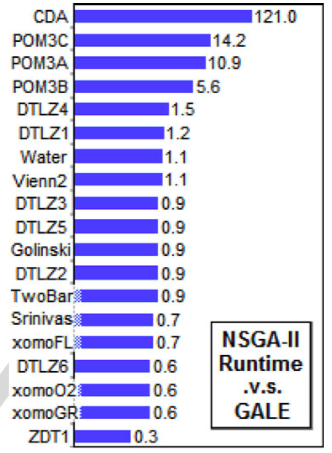 CDA 121.0
POM3C 14.2
POM3A 10.9
POM3B 5.6
DTLZ4 1.5
DTLZ1 1.2
Water 1.1
Vienn2 1.1
DTLZ3 0.9
DTLZ5 0.9
Golinski 0.9
DTLZ2 0.9
TwoBar 0.9
Srinivas 0.7
xomoFL 0.7
DTLZ6 0.6
xomoO2 0.6
xomoGR 0.6
ZDT1 0.3
NSGA-II
Runtime
.v.s.
GALE